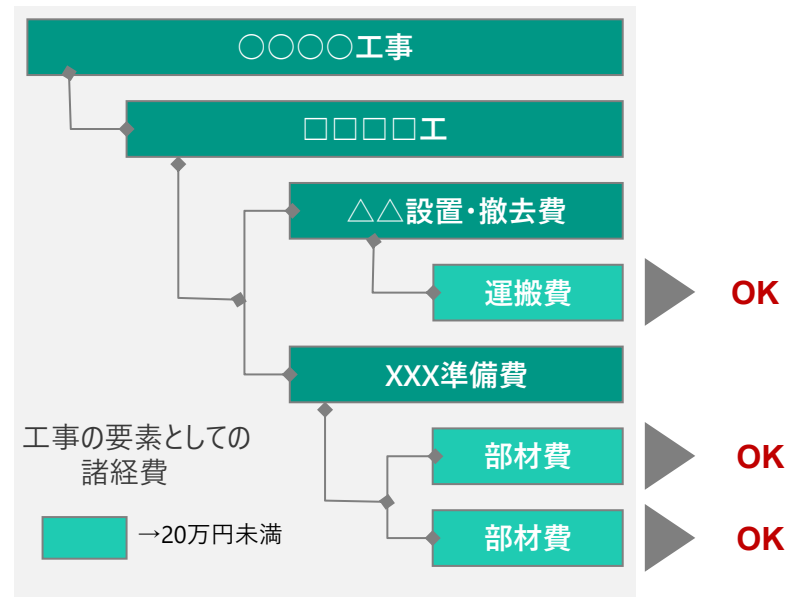 ○○○○工事
□□□□工
△△設置・撤去費
運搬費
OK
XXX準備費
工事の要素としての
諸経費
部材費
OK
→20万円未満
部材費
OK